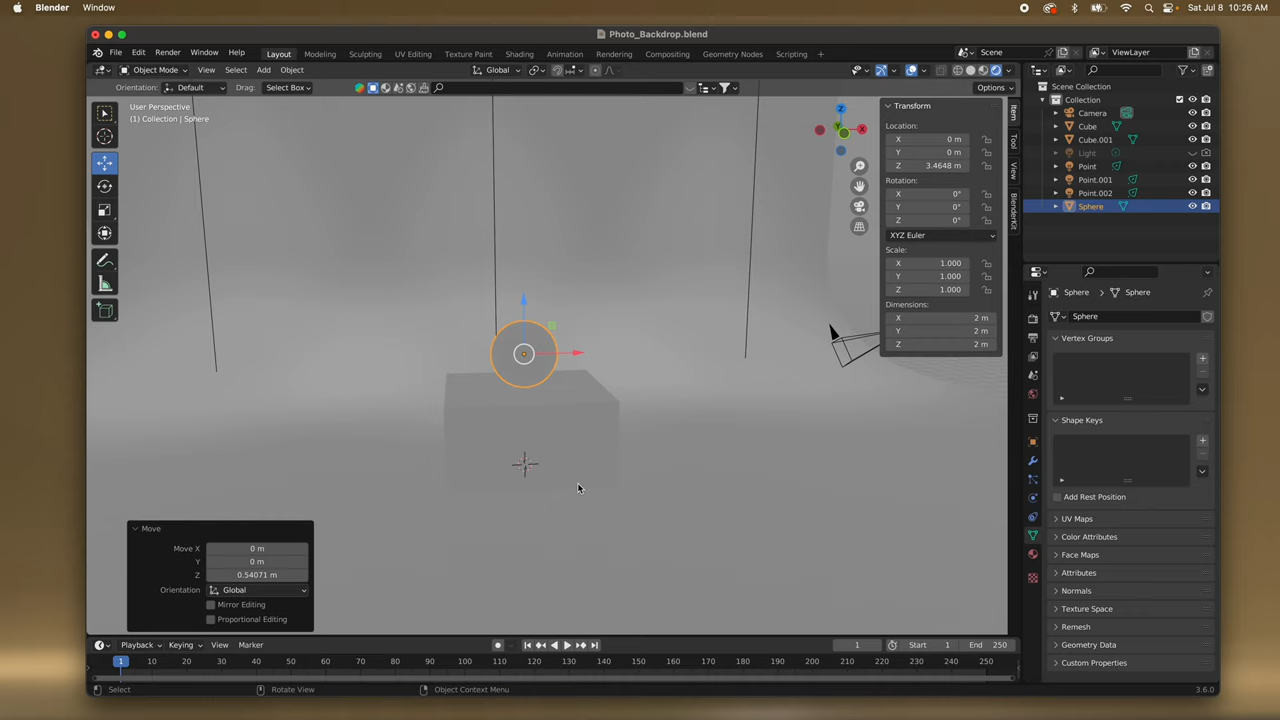 Blender Window Sat Jul 8 10:26 AM
Photo_Backdrop.blend
File Edit Render Window Help Layout Modeling Sculpting UV Editing Texture Paint Shading Animation Rendering Compositing Geometry Nodes Scripting + Scene ViewLayer
Object Mode View Select Add Object Global
Orientation: Default Drag: Select Box Options
User Perspective
(1) Collection | Sphere
Z
X
Y
Transform
Location:
X 0 m
Y 0 m
Z 3.4648 m
Rotation:
X 0°
Y 0°
Z 0°
XYZ Euler
Scale:
X 1.000
Y 1.000
Z 1.000
Dimensions:
X 2 m
Y 2 m
Z 2 m
Item
Tool
View
BlenderKit
Scene Collection
Collection
Camera
Cube
Cube.001
Light
Point
Point.001
Point.002
Sphere
Sphere > Sphere
Sphere
Vertex Groups
Shape Keys
Add Rest Position
UV Maps
Color Attributes
Face Maps
Attributes
Normals
Texture Space
Remesh
Geometry Data
Custom Properties
Move
Move X 0 m
Y 0 m
Z 0.54071 m
Orientation Global
Mirror Editing
Proportional Editing
Playback Keying View Marker 1 Start 1 End 250
1 10 20 30 40 50 60 70 80 90 100 110 120 130 140 150 160 170 180 190 200 210 220 230 240 250
Select Rotate View Object Context Menu 3.6.0